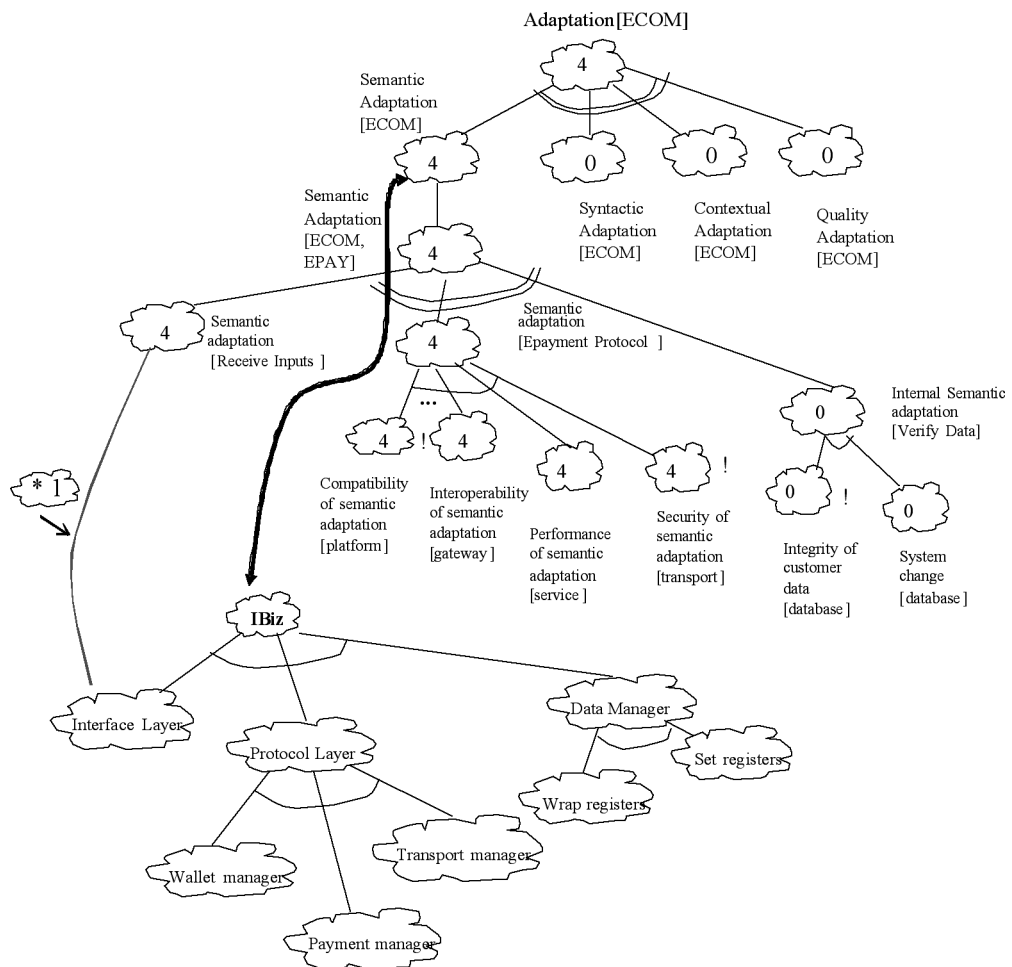 Adaptation[ECOM]
4
Semantic
Adaptation
[ECOM]
4
0
0
0
Semantic
Adaptation
[ECOM,
EPAY]
Syntactic
Adaptation
[ECOM]
Contextual
Adaptation
[ECOM]
Quality
Adaptation
[ECOM]
4
4
Semantic
adaptation
[Receive Inputs ]
4
Semantic
adaptation
[Epayment Protocol ]
0
Internal Semantic
adaptation
[Verify Data]
...
4 !
4
4
4 !
0 !
0
* 1
Compatibility
of semantic
adaptation
[platform]
Interoperability
of semantic
adaptation
[gateway]
Performance
of semantic
adaptation
[service]
Security of
semantic
adaptation
[transport]
Integrity of
customer
data
[database]
System
change
[database]
IBiz
Interface Layer
Protocol Layer
Data Manager
Set registers
Wrap registers
Wallet manager
Transport manager
Payment manager